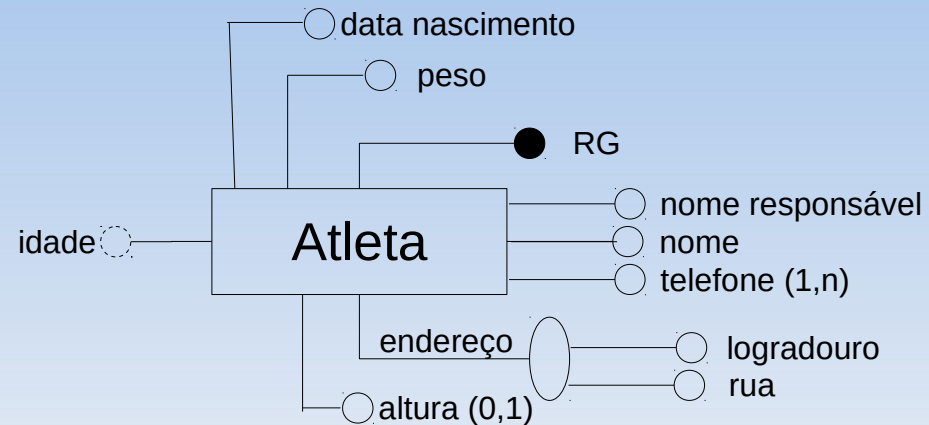 data nascimento
peso
RG
nome responsável
Atleta
idade
nome
telefone (1,n)
endereço
logradouro
rua
altura (0,1)